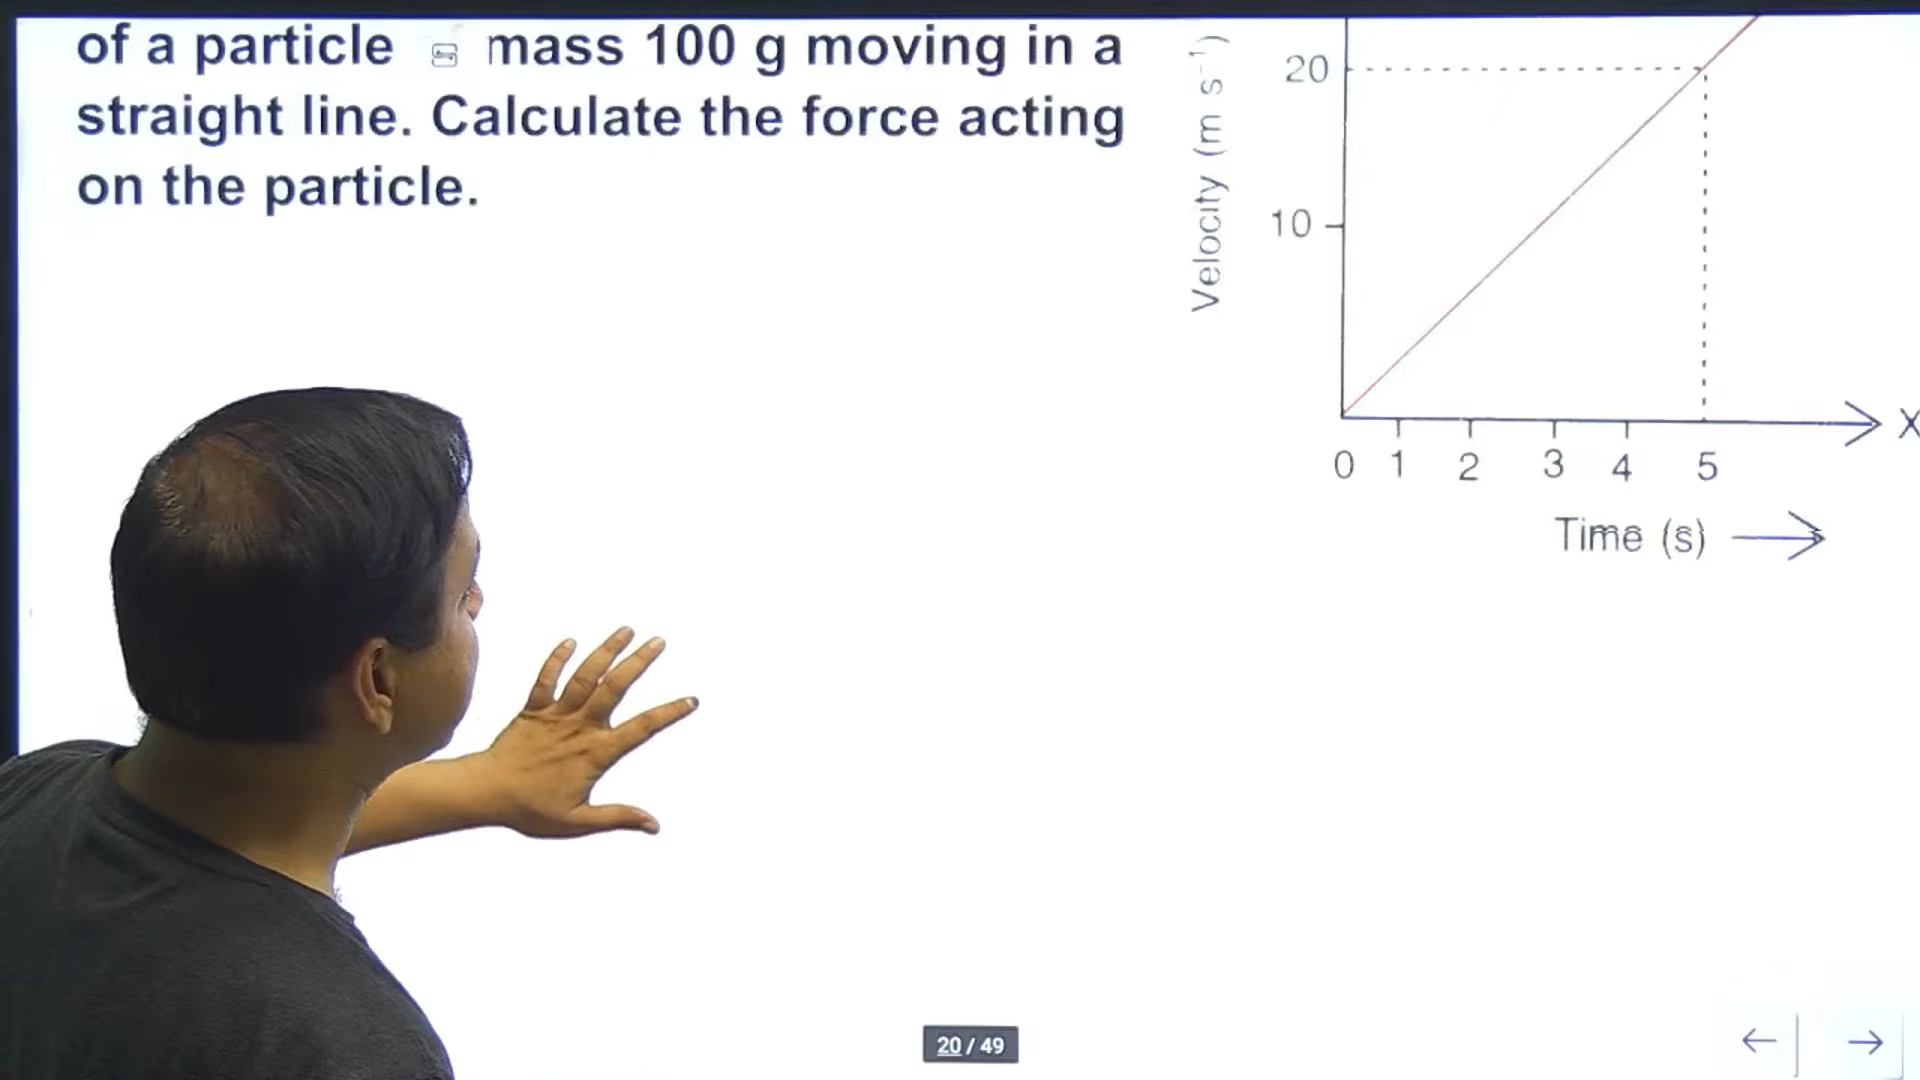 of a particle mass 100 g moving in a
straight line. Calculate the force acting
on the particle.
Velocity (m s⁻¹)
20
10
0 1 2 3 4 5
X
Time (s)
20 / 49